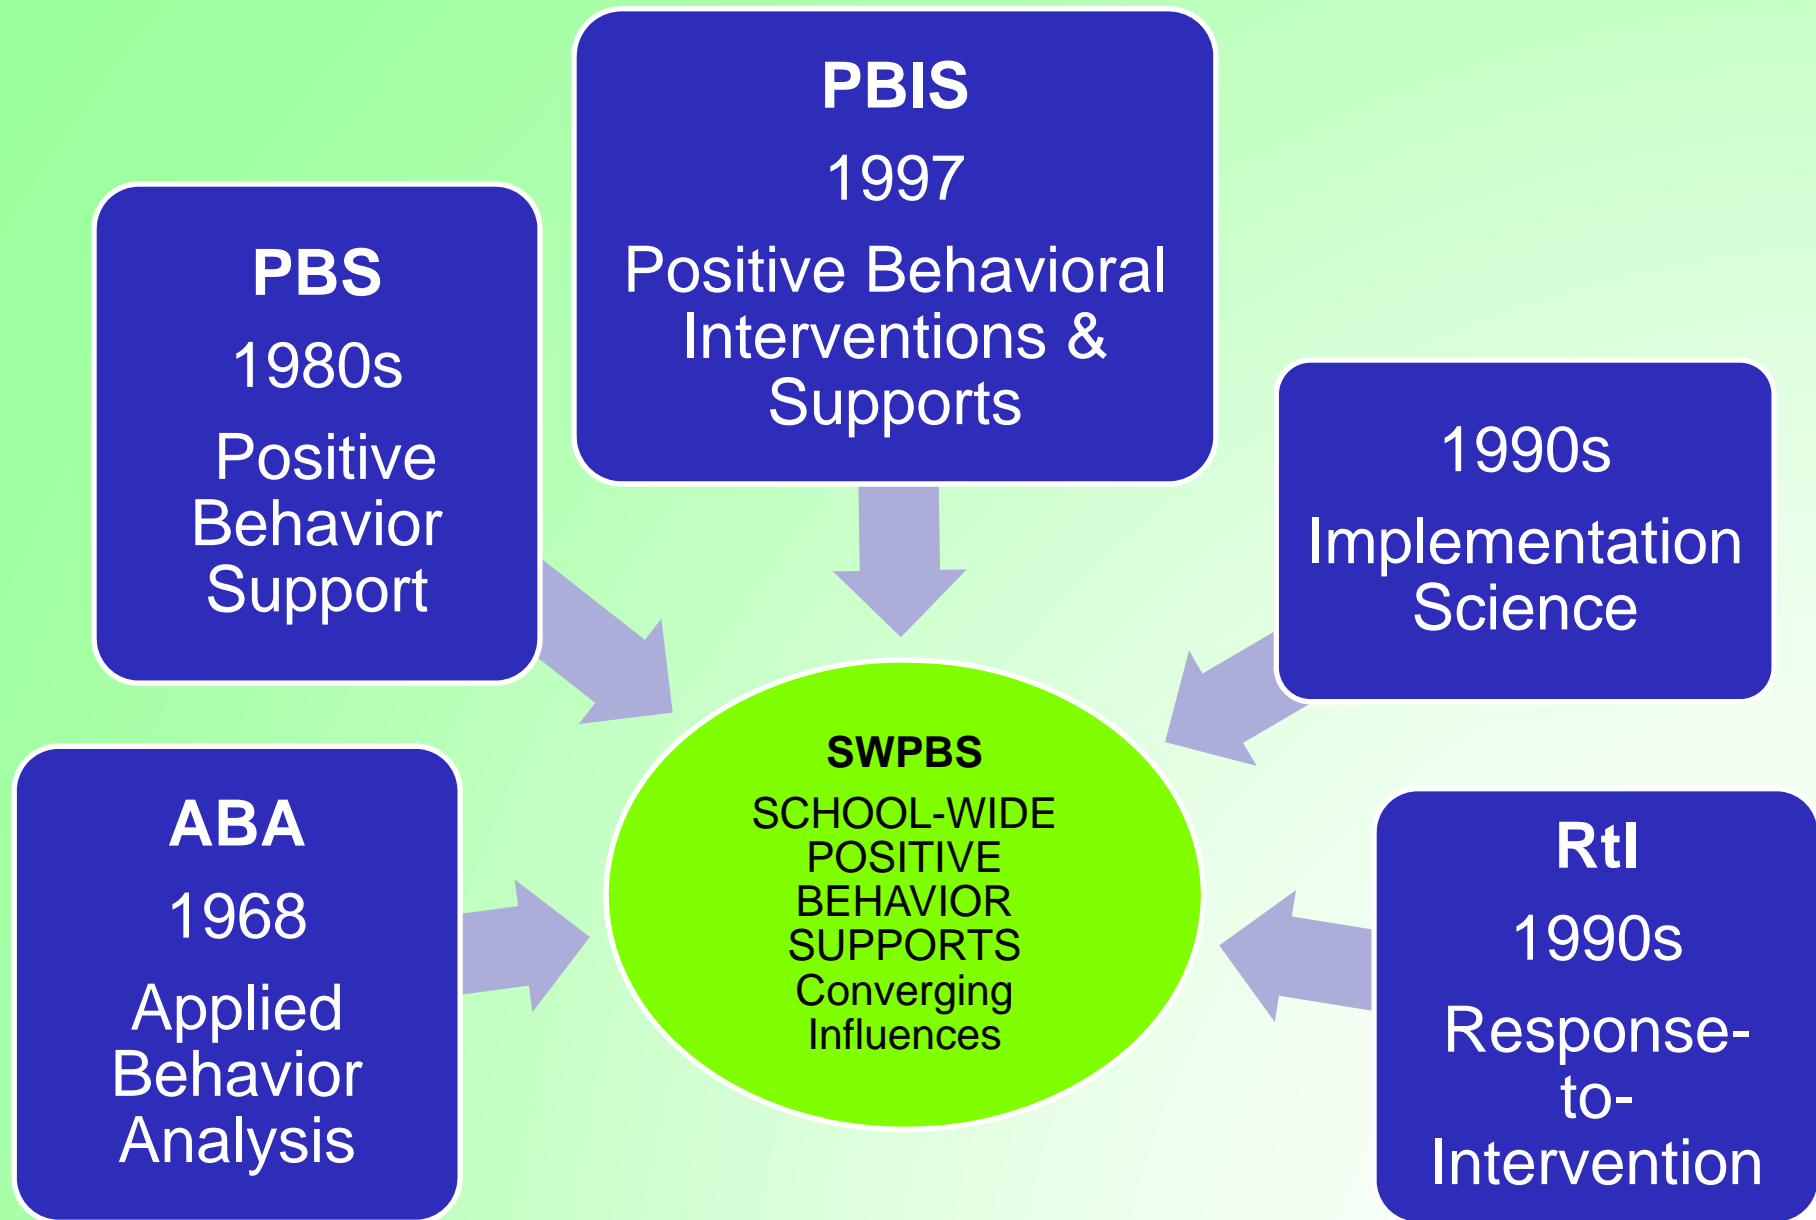 PBIS
1997
Positive Behavioral
Interventions &
Supports
PBS
1980s
Positive
Behavior
Support
1990s
Implementation
Science
ABA
1968
Applied
Behavior
Analysis
SWPBS
SCHOOL-WIDE
POSITIVE
BEHAVIOR
SUPPORTS
Converging
Influences
RtI
1990s
Response-
to-
Intervention